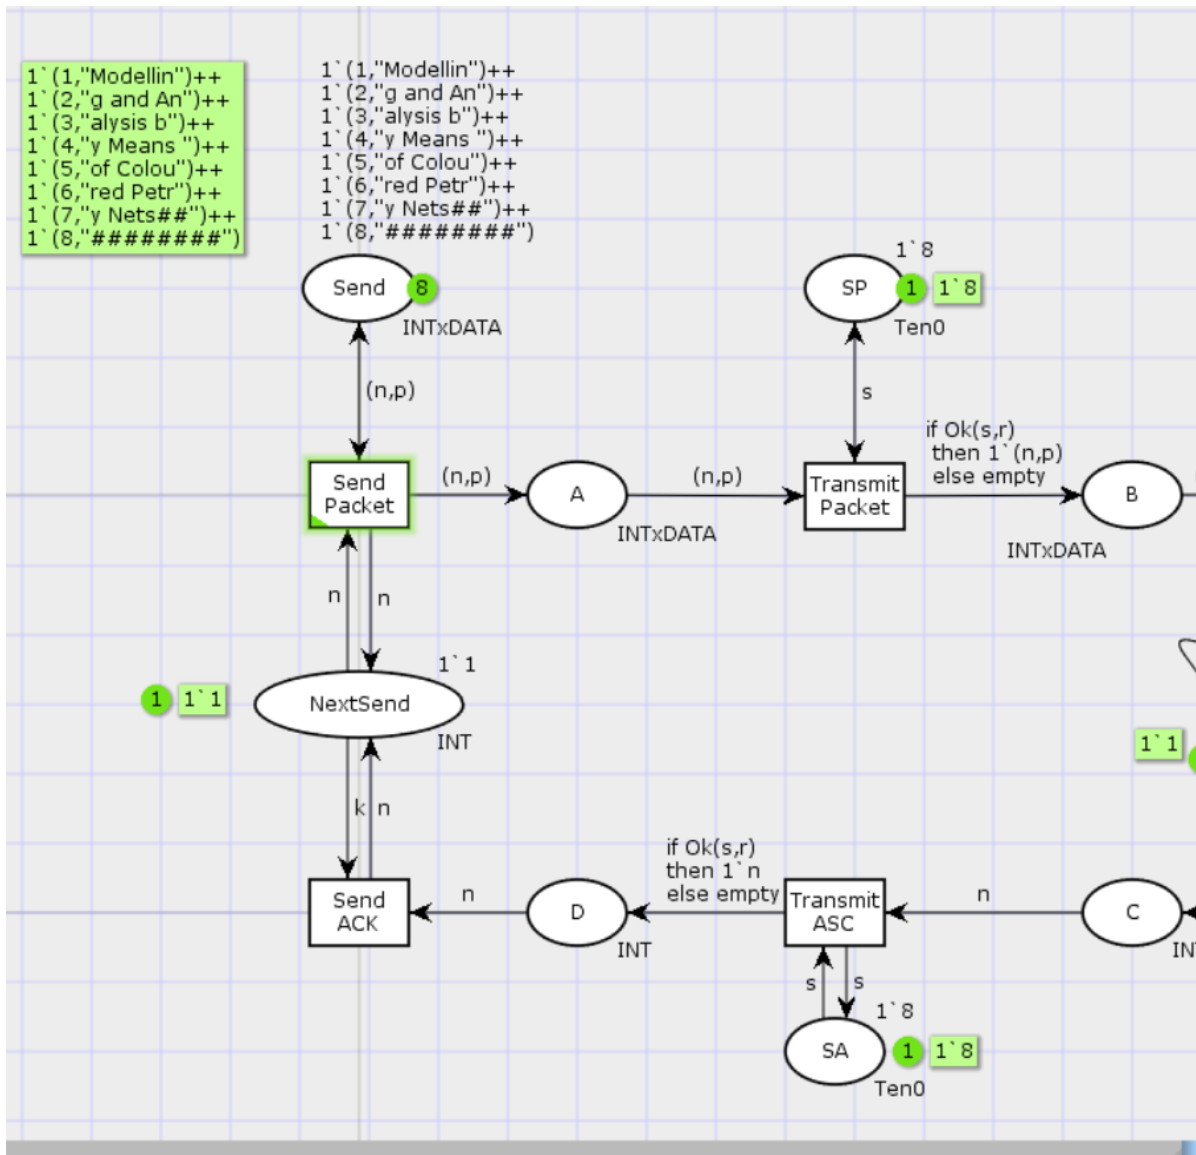 1`(1,"Modellin")++
1`(2,"g and An")++
1`(3,"alysis b")++
1`(4,"y Means ")++
1`(5,"of Colou")++
1`(6,"red Petr")++
1`(7,"y Nets##")++
1`(8,"########")
1`(1,"Modellin")++
1`(2,"g and An")++
1`(3,"alysis b")++
1`(4,"y Means ")++
1`(5,"of Colou")++
1`(6,"red Petr")++
1`(7,"y Nets##")++
1`(8,"########")
Send
8
INTxDATA
1`8
SP
1
1`8
Ten0
(n,p)
s
Send
Packet
(n,p)
A
INTxDATA
(n,p)
Transmit
Packet
if Ok(s,r)
then 1`(n,p)
else empty
B
INTxDATA
n
n
1`1
1
1`1
NextSend
INT
1`1
k
n
Send
ACK
n
D
INT
if Ok(s,r)
then 1`n
else empty
Transmit
ASC
n
C
IN
s
s
1`8
SA
1
1`8
Ten0